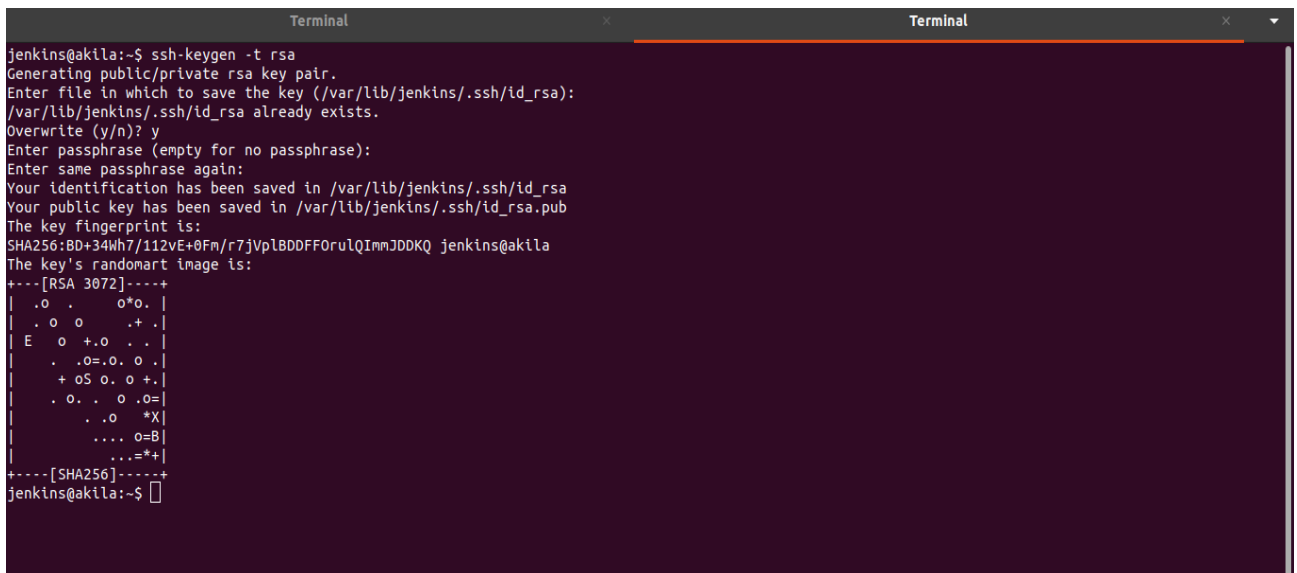 Terminal
Terminal
jenkins@akila:~$ ssh-keygen -t rsa
Generating public/private rsa key pair.
Enter file in which to save the key (/var/lib/jenkins/.ssh/id_rsa):
/var/lib/jenkins/.ssh/id_rsa already exists.
Overwrite (y/n)? y
Enter passphrase (empty for no passphrase):
Enter same passphrase again:
Your identification has been saved in /var/lib/jenkins/.ssh/id_rsa
Your public key has been saved in /var/lib/jenkins/.ssh/id_rsa.pub
The key fingerprint is:
SHA256:BD+34Wh7/112vE+0Fm/r7jVplBDDFFOrulQImmJDDKQ jenkins@akila
The key's randomart image is:
+---[RSA 3072]----+
|  .o  .     o*o. |
|  . o  o     .+ .|
| E   o  +.o  . . |
|    .  .o=.o. o .|
|     + oS o. o +.|
|    . o. .  o .o=|
|       . .o   *X|
|        .... o=B|
|          ...=*+|
+----[SHA256]-----+
jenkins@akila:~$